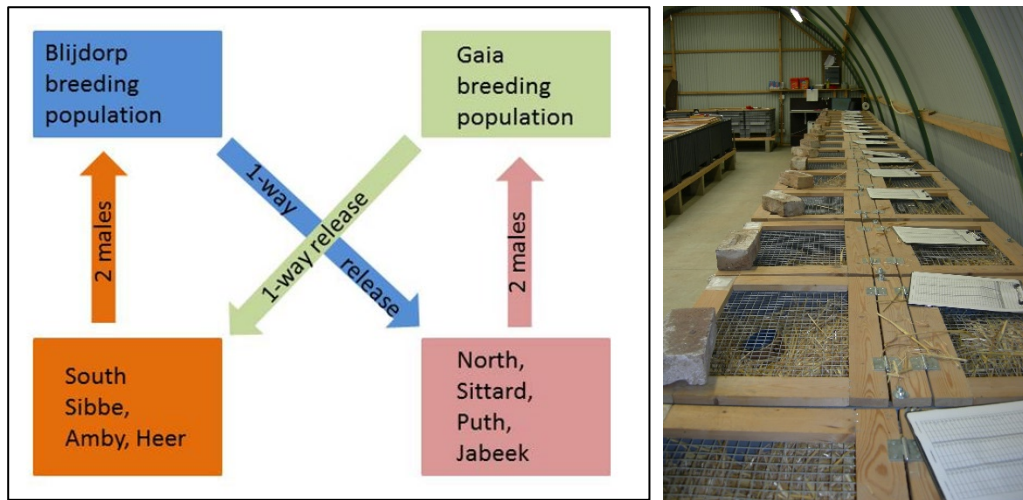 Blijdorp
breeding
population
Gaia
breeding
population
1-way release
1-way release
2 males
2 males
South
Sibbe,
Amby, Heer
North,
Sittard,
Puth,
Jabeek